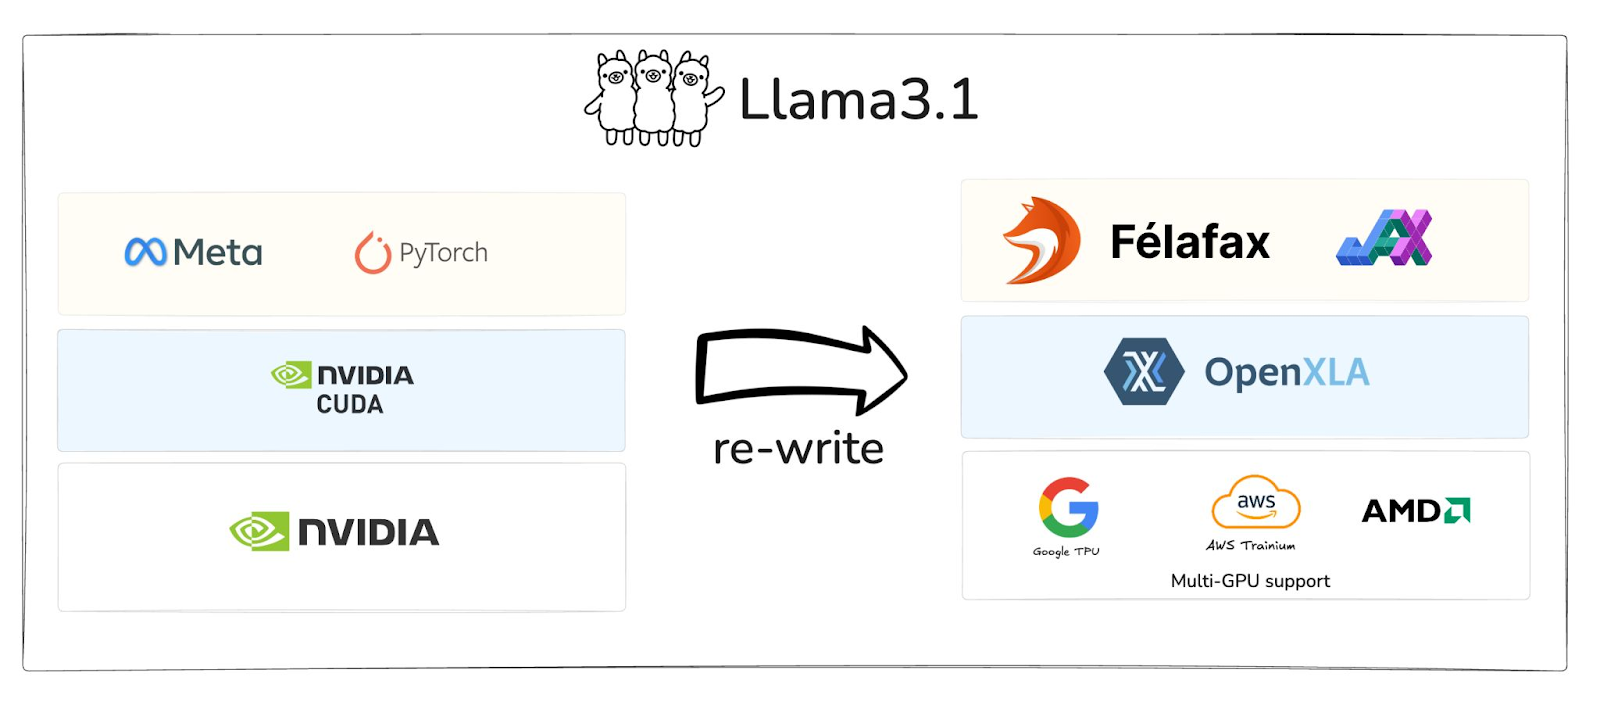 Llama3.1
Meta
PyTorch
NVIDIA
CUDA
NVIDIA
re-write
Félafax
JAX
OpenXLA
Google TPU
aws
AWS Trainium
AMD
Multi-GPU support